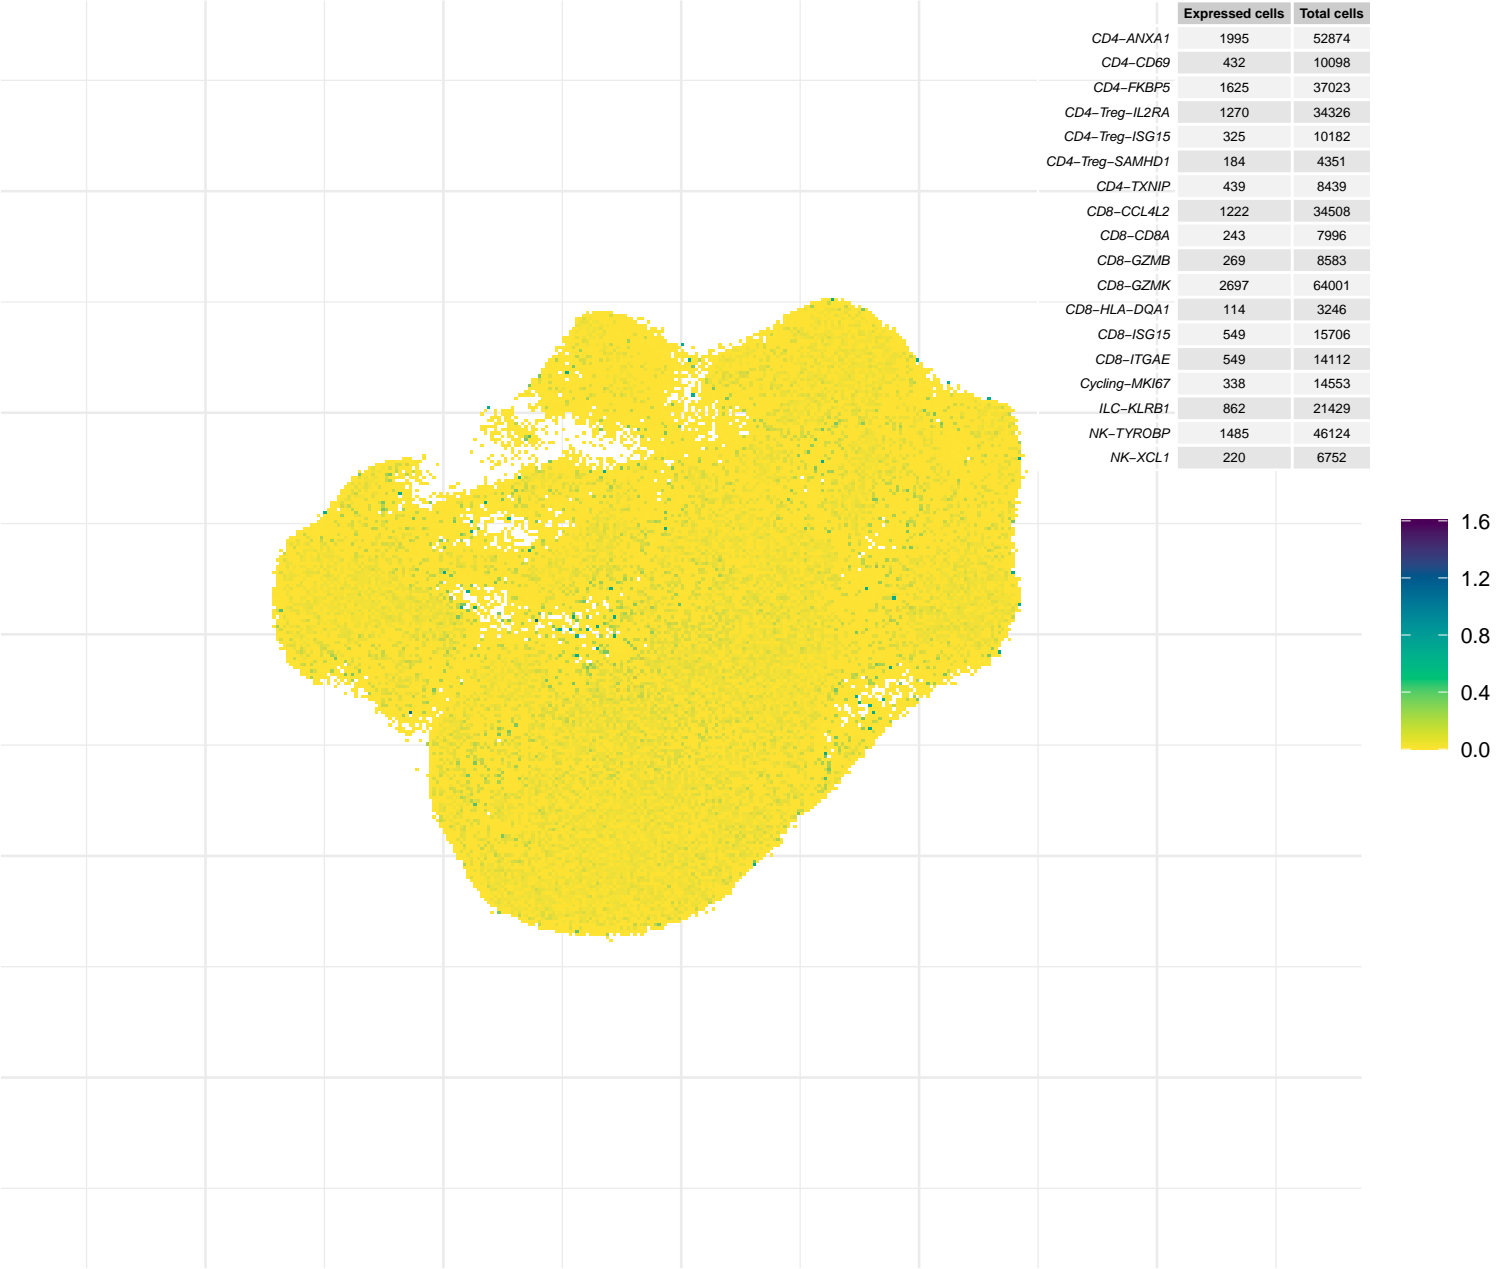 Expressed cells Total cells
CD4−ANXA1 1995 52874
CD4−CD69 432 10098
CD4−FKBP5 1625 37023
CD4−Treg−IL2RA 1270 34326
CD4−Treg−ISG15 325 10182
CD4−Treg−SAMHD1 184 4351
CD4−TXNIP 439 8439
CD8−CCL4L2 1222 34508
CD8−CD8A 243 7996
CD8−GZMB 269 8583
CD8−GZMK 2697 64001
CD8−HLA−DQA1 114 3246
CD8−ISG15 549 15706
CD8−ITGAE 549 14112
Cycling−MKI67 338 14553
ILC−KLRB1 862 21429
NK−TYROBP 1485 46124
NK−XCL1 220 6752
1.6
1.2
0.8
0.4
0.0